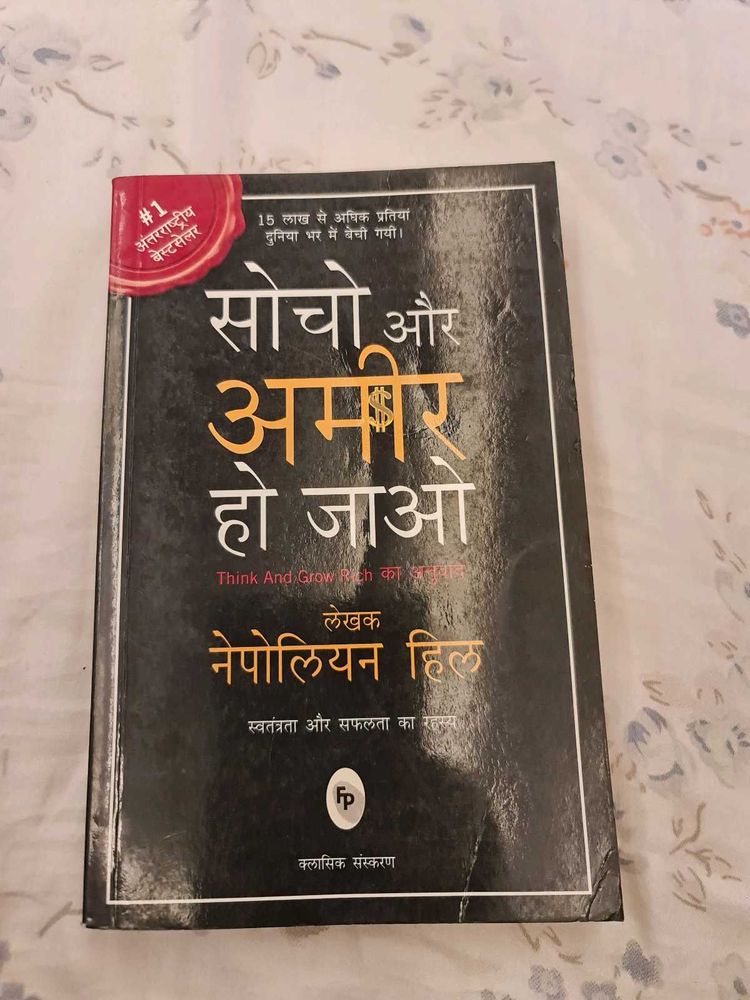 #1
अंतरराष्ट्रीय
बेस्टसेलर
15 लाख से अधिक प्रतियां
दुनिया भर में बेची गयी।
सोचो और
अमीर
$
हो जाओ
Think And Grow Rich का अनुवाद
लेखक
नेपोलियन हिल
स्वतंत्रता और सफलता का रहस्य
FP
क्लासिक संस्करण